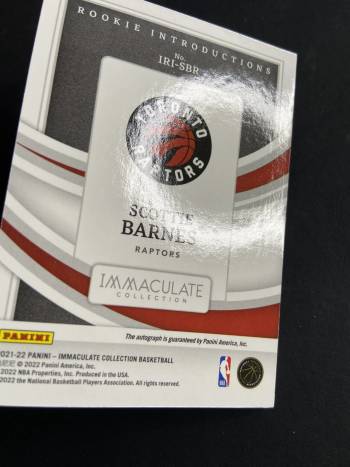 ROOKIE INTRODUCTIONS
No.
IRI-SBR
TORONTO
RAPTORS
SCOTTIE
BARNES
RAPTORS
IMMACULATE
COLLECTION
PANINI
The autograph is guaranteed by Panini America, Inc.
2021-22 PANINI – IMMACULATE COLLECTION BASKETBALL
© 2022 Panini America, Inc.
2022 NBA Properties, Inc. Produced in the USA.
2022 the National Basketball Players Association. All rights reserved.
NBA